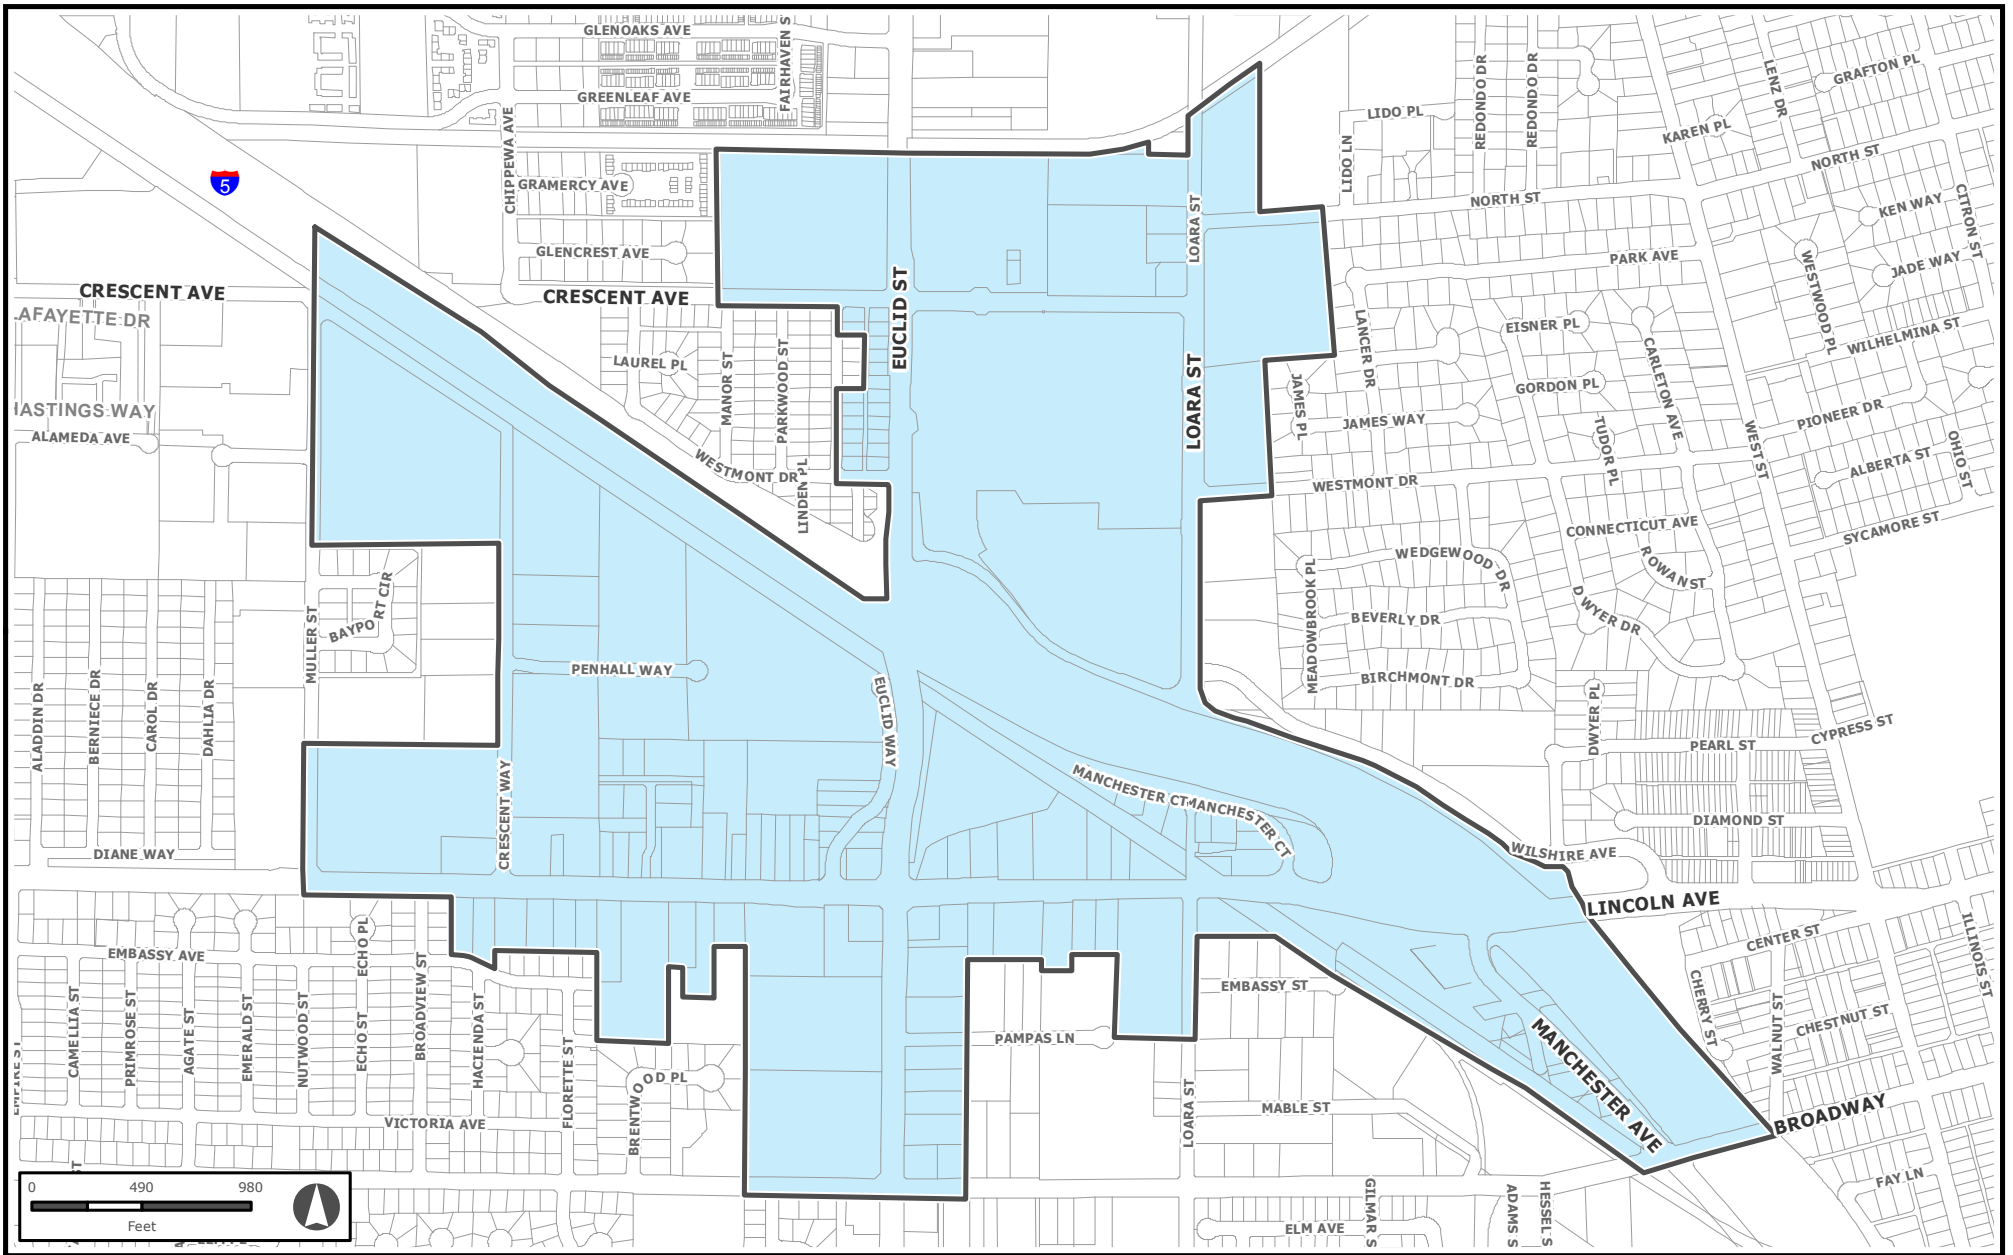 GLENOAKS AVE
FAIRHAVEN S
GREENLEAF AVE
CHIPPEWA AVE
LENZ DR
GRAFTON PL
REDONDO DR
REDONDO DR
LIDO PL
LIDO LN
KAREN PL
NORTH ST
5
GRAMERCY AVE
NORTH ST
KEN WAY
CITRON ST
LOARA ST
GLENCREST AVE
PARK AVE
WESTWOOD PL
JADE WAY
CRESCENT AVE
CRESCENT AVE
EUCLID ST
LAFAYETTE DR
LANCER DR
EISNER PL
CARLETON AVE
WILHELMINA ST
LAUREL PL
MANOR ST
PARKWOOD ST
LOARA ST
JAMES PL
GORDON PL
HASTINGS WAY
ALAMEDA AVE
JAMES WAY
TUDOR PL
WEST ST
PIONEER DR
OHIO ST
ALBERTA ST
WESTMONT DR
LINDEN PL
WESTMONT DR
CONNECTICUT AVE
SYCAMORE ST
WEDGEWOOD DR
ROWAN ST
MEADOWBROOK PL
BAYPORT CIR
MULLER ST
BEVERLY DR
DWYER DR
PENHALL WAY
BIRCHMONT DR
EUCLID WAY
ALADDIN DR
BERNIECE DR
CAROL DR
DAHLIA DR
DWYER PL
CYPRESS ST
PEARL ST
MANCHESTER CT
MANCHESTER CT
CRESCENT WAY
DIAMOND ST
DIANE WAY
WILSHIRE AVE
LINCOLN AVE
EMBASSY AVE
ECHO PL
BROADVIEW ST
CENTER ST
ILLINOIS ST
CAMELLIA ST
PRIMROSE ST
AGATE ST
EMERALD ST
NUTWOOD ST
ECHO ST
HACIENDA ST
EMBASSY ST
CHERRY ST
WALNUT ST
CHESTNUT ST
EMPIRE ST
PAMPAS LN
MANCHESTER AVE
FLORETTE ST
BRENTWOOD PL
BRENTWOOD PL
LOARA ST
MABLE ST
VICTORIA AVE
BROADWAY
FAY LN
0 490 980
Feet
GILMAR S
ADAMS S
HESSEL S
ELM AVE